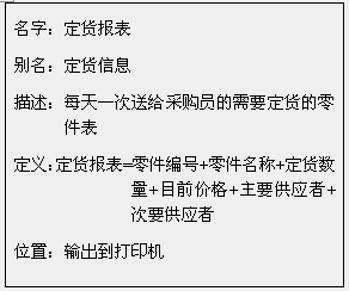 名字：定货报表
别名：定货信息
描述：每天一次送给采购员的需要定货的零
件表
定义：定货报表=零件编号+零件名称+定货数
量+目前价格+主要供应者+
次要供应者
位置：输出到打印机